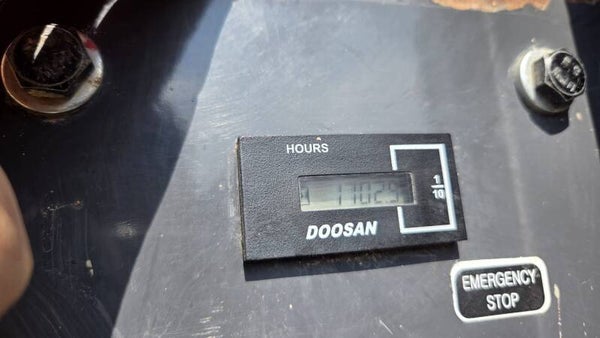 HOURS
11029
1
10
DOOSAN
EMERGENCY
STOP